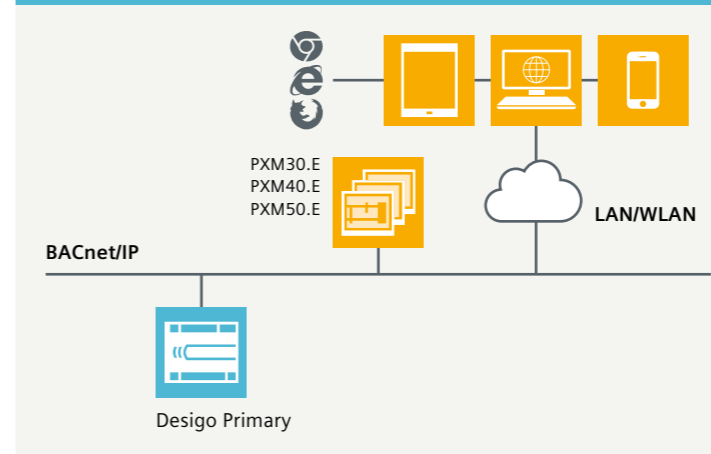 PXM30.E
PXM40.E
PXM50.E
LAN/WLAN
BACnet/IP
Desigo Primary